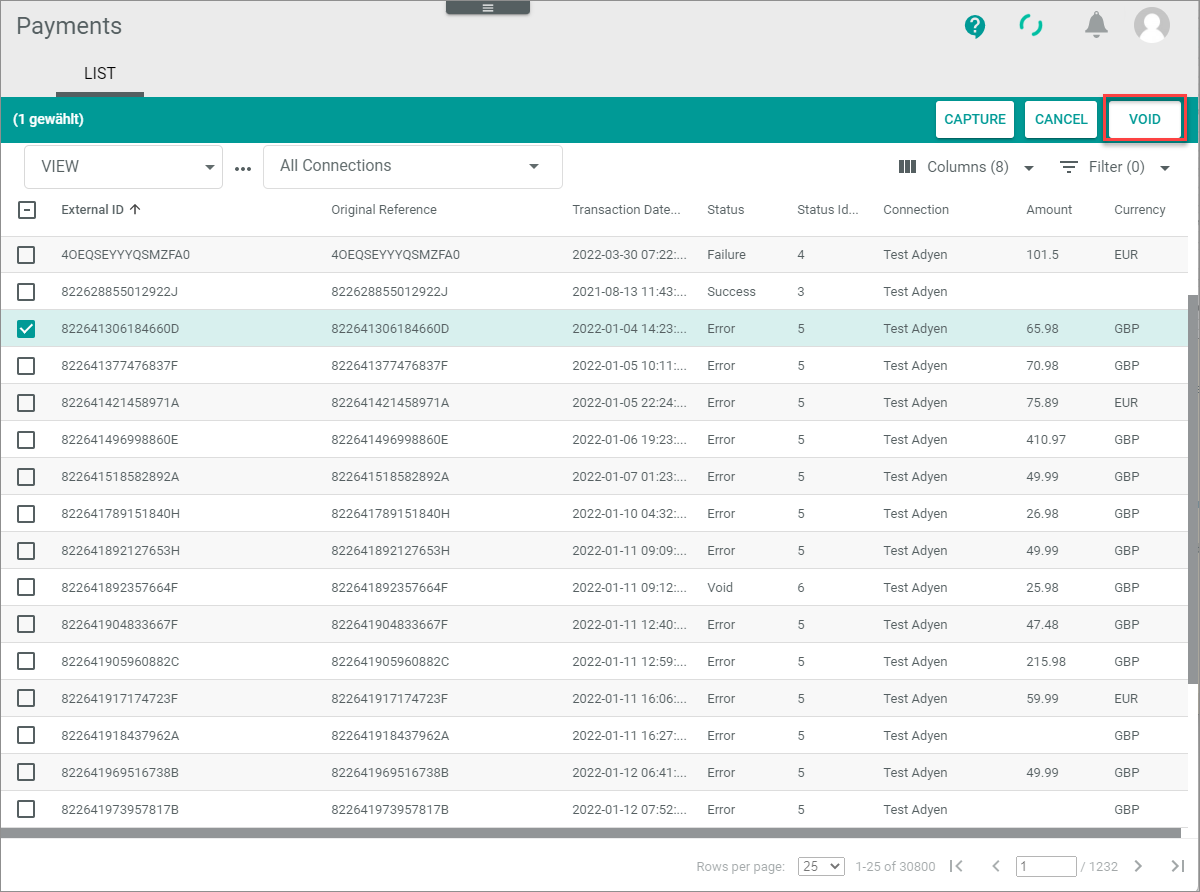 Payments
LIST
(1 gewählt) CAPTURE CANCEL VOID
VIEW ... All Connections Columns (8) Filter (0)
External ID Original Reference Transaction Date... Status Status Id... Connection Amount Currency
4OEQSEYYYQSMZFA0 4OEQSEYYYQSMZFA0 2022-03-30 07:22:... Failure 4 Test Adyen 101.5 EUR
822628855012922J 822628855012922J 2021-08-13 11:43:... Success 3 Test Adyen
822641306184660D 822641306184660D 2022-01-04 14:23:... Error 5 Test Adyen 65.98 GBP
822641377476837F 822641377476837F 2022-01-05 10:11:... Error 5 Test Adyen 70.98 GBP
822641421458971A 822641421458971A 2022-01-05 22:24:... Error 5 Test Adyen 75.89 EUR
822641496998860E 822641496998860E 2022-01-06 19:23:... Error 5 Test Adyen 410.97 GBP
822641518582892A 822641518582892A 2022-01-07 01:23:... Error 5 Test Adyen 49.99 GBP
822641789151840H 822641789151840H 2022-01-10 04:32:... Error 5 Test Adyen 26.98 GBP
822641892127653H 822641892127653H 2022-01-11 09:09:... Error 5 Test Adyen 49.99 GBP
822641892357664F 822641892357664F 2022-01-11 09:12:... Void 6 Test Adyen 25.98 GBP
822641904833667F 822641904833667F 2022-01-11 12:40:... Error 5 Test Adyen 47.48 GBP
822641905960882C 822641905960882C 2022-01-11 12:59:... Error 5 Test Adyen 215.98 GBP
822641917174723F 822641917174723F 2022-01-11 16:06:... Error 5 Test Adyen 59.99 EUR
822641918437962A 822641918437962A 2022-01-11 16:27:... Error 5 Test Adyen GBP
822641969516738B 822641969516738B 2022-01-12 06:41:... Error 5 Test Adyen 49.99 GBP
822641973957817B 822641973957817B 2022-01-12 07:52:... Error 5 Test Adyen GBP
Rows per page: 25 1-25 of 30800 1 / 1232